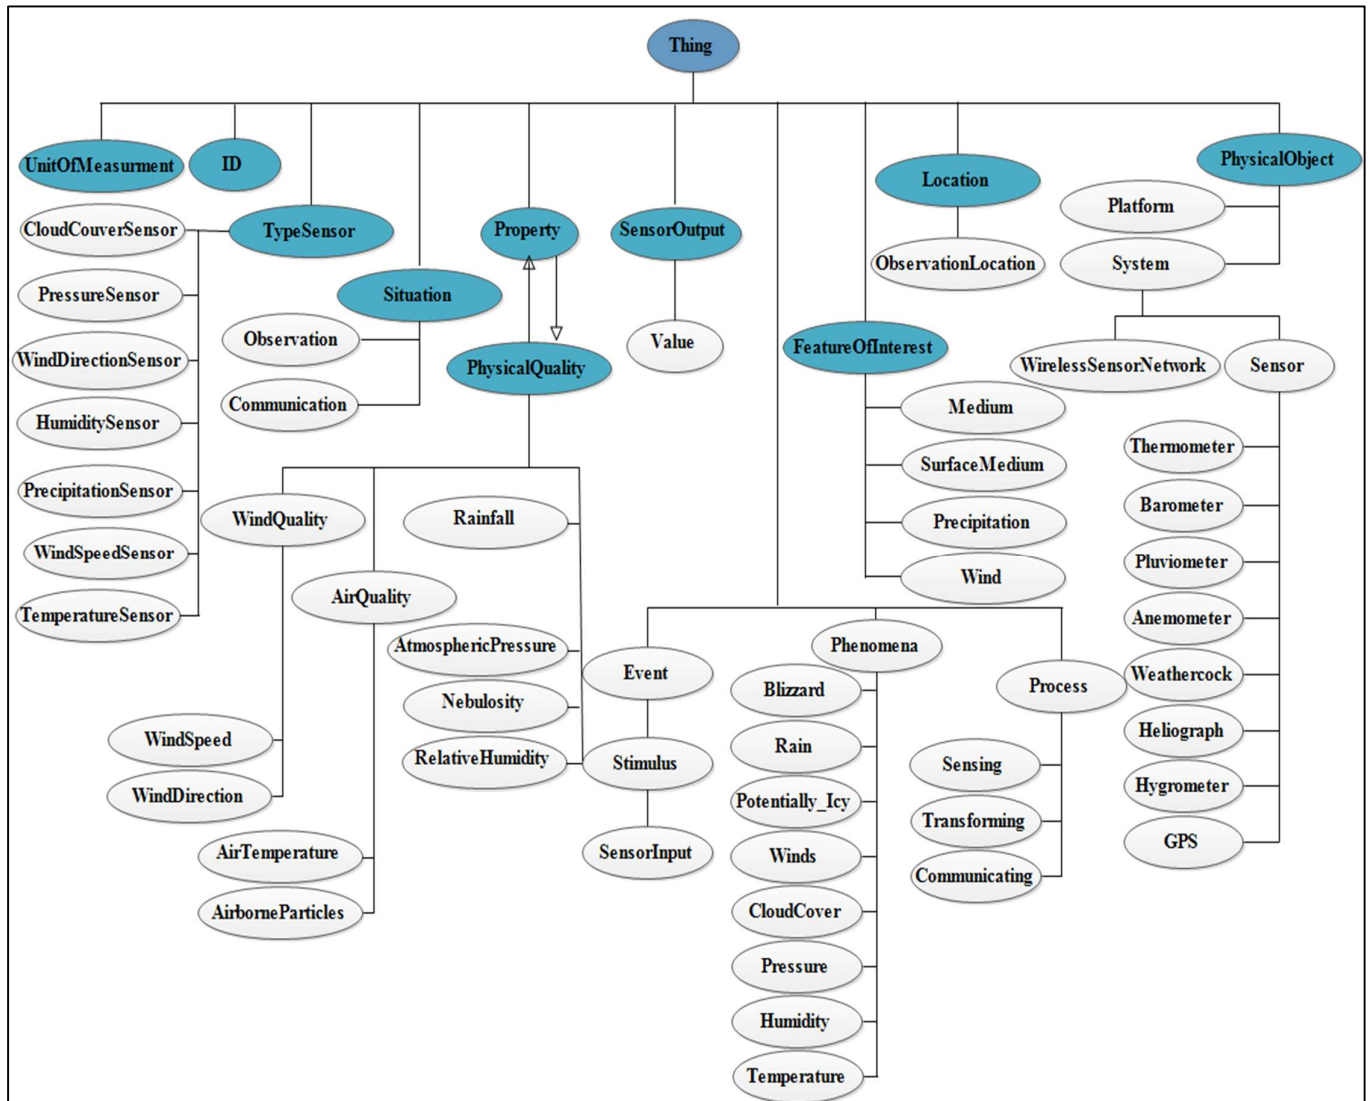 Thing
UnitOfMeasurment
ID
TypeSensor
CloudCouverSensor
PressureSensor
WindDirectionSensor
HumiditySensor
PrecipitationSensor
WindSpeedSensor
TemperatureSensor
Situation
Observation
Communication
Property
PhysicalQuality
WindQuality
WindSpeed
WindDirection
AirQuality
AirTemperature
AirborneParticles
Rainfall
AtmosphericPressure
Nebulosity
RelativeHumidity
SensorOutput
Value
Event
Stimulus
SensorInput
Phenomena
Blizzard
Rain
Potentially_Icy
Winds
CloudCover
Pressure
Humidity
Temperature
Process
Sensing
Transforming
Communicating
FeatureOfInterest
Medium
SurfaceMedium
Precipitation
Wind
Location
ObservationLocation
PhysicalObject
Platform
System
WirelessSensorNetwork
Sensor
Thermometer
Barometer
Pluviometer
Anemometer
Weathercock
Heliograph
Hygrometer
GPS